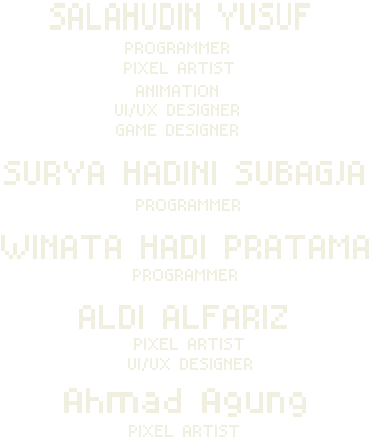 SALAHUDIN YUSUF
PROGRAMMER
PIXEL ARTIST
ANIMATION
UI/UX DESIGNER
GAME DESIGNER
SURYA HADINI SUBAGJA
PROGRAMMER
WINATA HADI PRATAMA
PROGRAMMER
ALDI ALFARIZ
PIXEL ARTIST
UI/UX DESIGNER
Ahmad Agung
PIXEL ARTIST